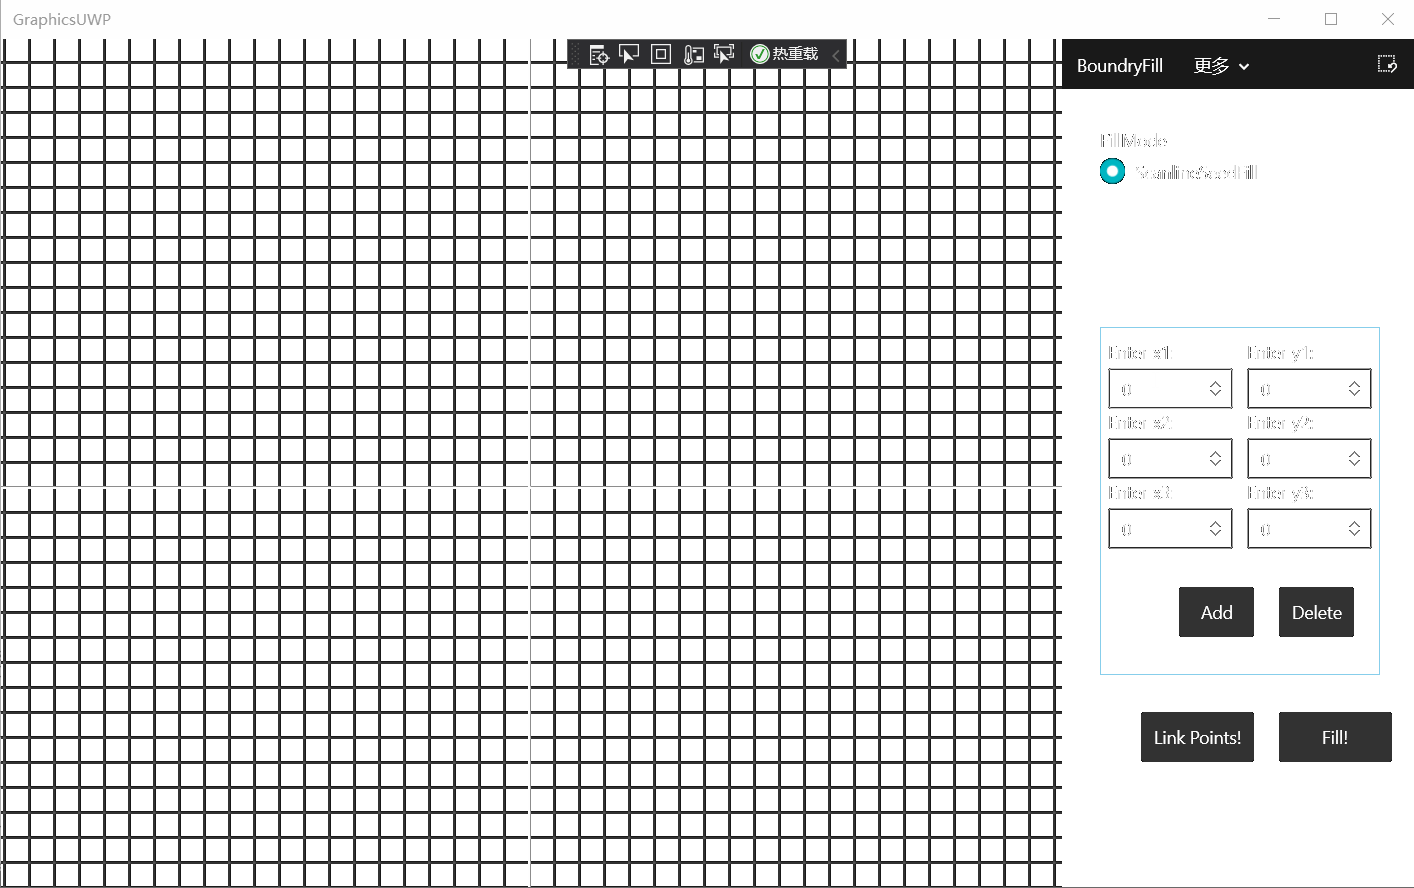 GraphicsUWP
热重载
BoundryFill 更多
FillMode
ScanlineSeedFill
Enter x1: Enter y1:
0 0
Enter x2: Enter y2:
0 0
Enter x3: Enter y3:
0 0
Add Delete
Link Points! Fill!